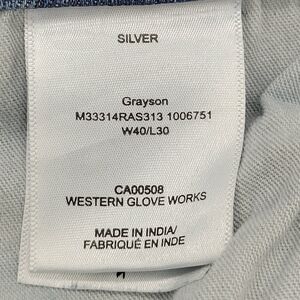 SILVER
Grayson
M33314RAS313 1006751
W40/L30
CA00508
WESTERN GLOVE WORKS
MADE IN INDIA/
FABRIQUÉ EN INDE